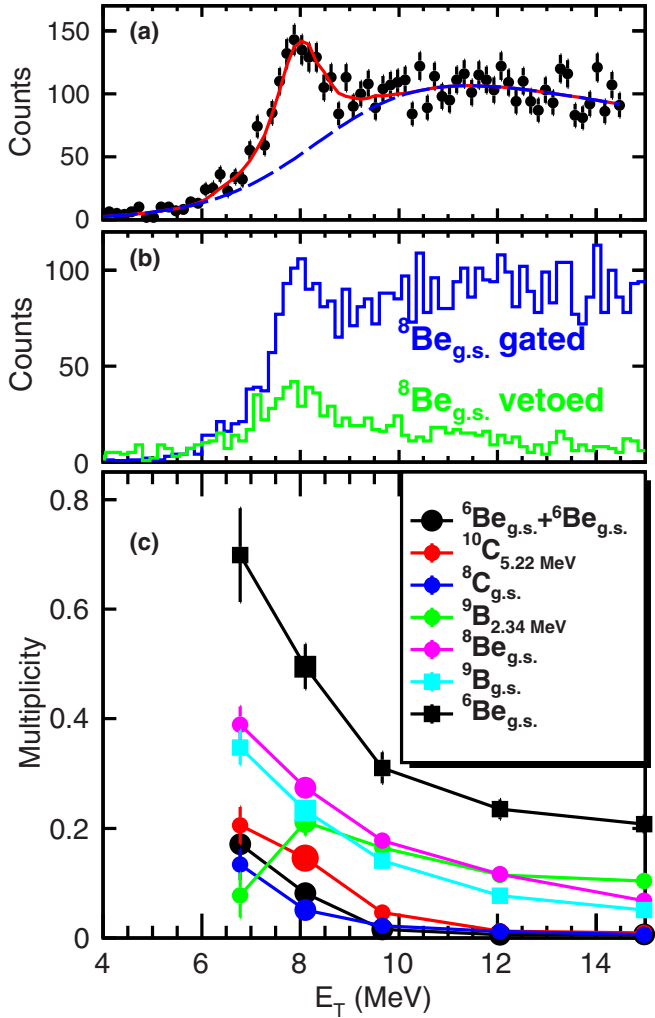 150
(a)
100
Counts
50
0
(b)
100
⁸Be_g.s. gated
Counts
50
⁸Be_g.s. vetoed
0
0.8
⁶Be_g.s.+⁶Be_g.s.
(c)
¹⁰C_5.22 MeV
⁸C_g.s.
0.6
⁹B_2.34 MeV
⁸Be_g.s.
⁹B_g.s.
Multiplicity
⁶Be_g.s.
0.4
0.2
0
4 6 8 10 12 14
E_T (MeV)